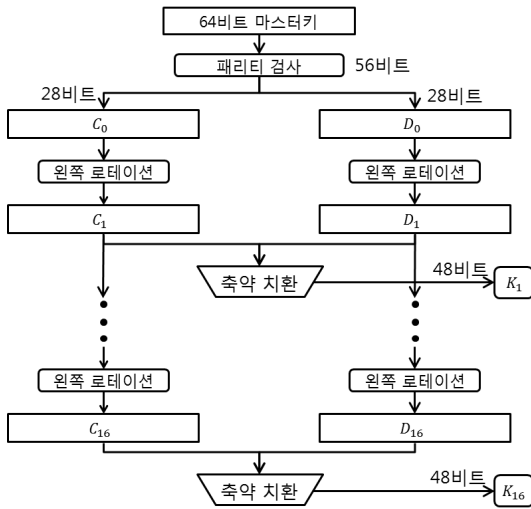 64비트 마스터키
패리티 검사
56비트
28비트
28비트
C₀
D₀
왼쪽 로테이션
왼쪽 로테이션
C₁
D₁
축약 치환
48비트
K₁
왼쪽 로테이션
왼쪽 로테이션
C₁₆
D₁₆
축약 치환
48비트
K₁₆